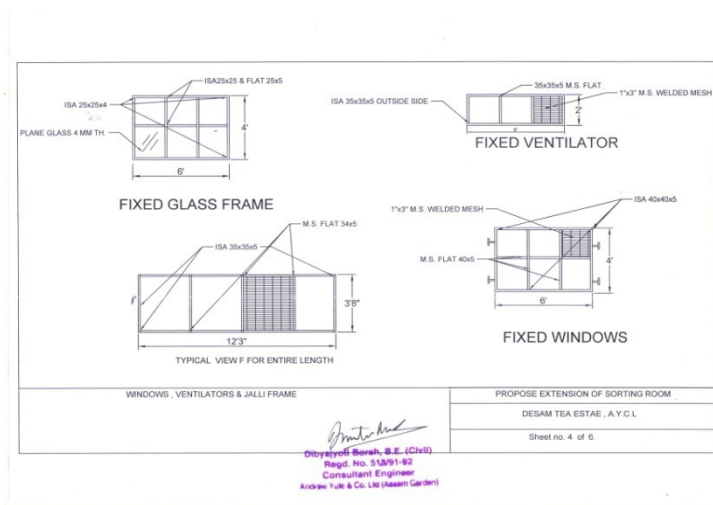 ISA25x25 & FLAT 25x5
ISA 25x25x4
PLANE GLASS 4 MM TH.
4'
6'
FIXED GLASS FRAME
35x35x5 M.S. FLAT
ISA 35x35x5 OUTSIDE SIDE
1"x3" M.S. WELDED MESH
2'
FIXED VENTILATOR
M.S. FLAT 34x5
ISA 35x35x5
3'8"
12'3"
TYPICAL VIEW F FOR ENTIRE LENGTH
ISA 40x40x5
1"x3" M.S. WELDED MESH
M.S. FLAT 40x5
4'
6'
FIXED WINDOWS
WINDOWS , VENTILATORS & JALLI FRAME
PROPOSE EXTENSION OF SORTING ROOM
DESAM TEA ESTAE , A.Y.C.L
Sheet no. 4 of 6.
Dibyajyoti Borah, B.E. (Civil)
Regd. No. 513/91-92
Consultant Engineer
Andrew Yule & Co. Ltd (Assam Garden)